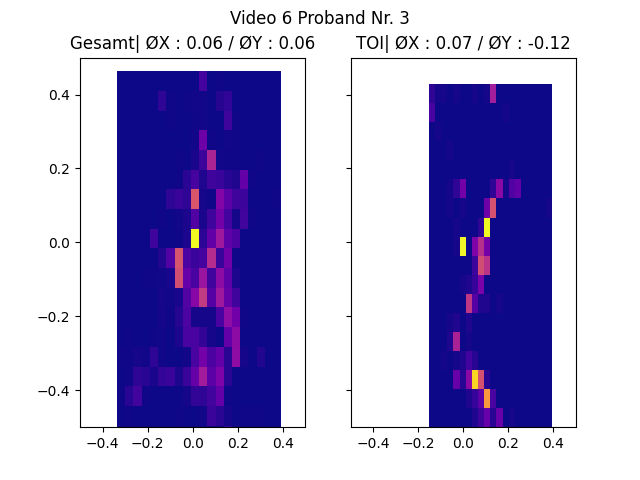 Video 6 Proband Nr. 3
Gesamt| ØX : 0.06 / ØY : 0.06
TOI| ØX : 0.07 / ØY : -0.12
0.4
0.2
0.0
−0.2
−0.4
−0.4 −0.2 0.0 0.2 0.4
−0.4 −0.2 0.0 0.2 0.4